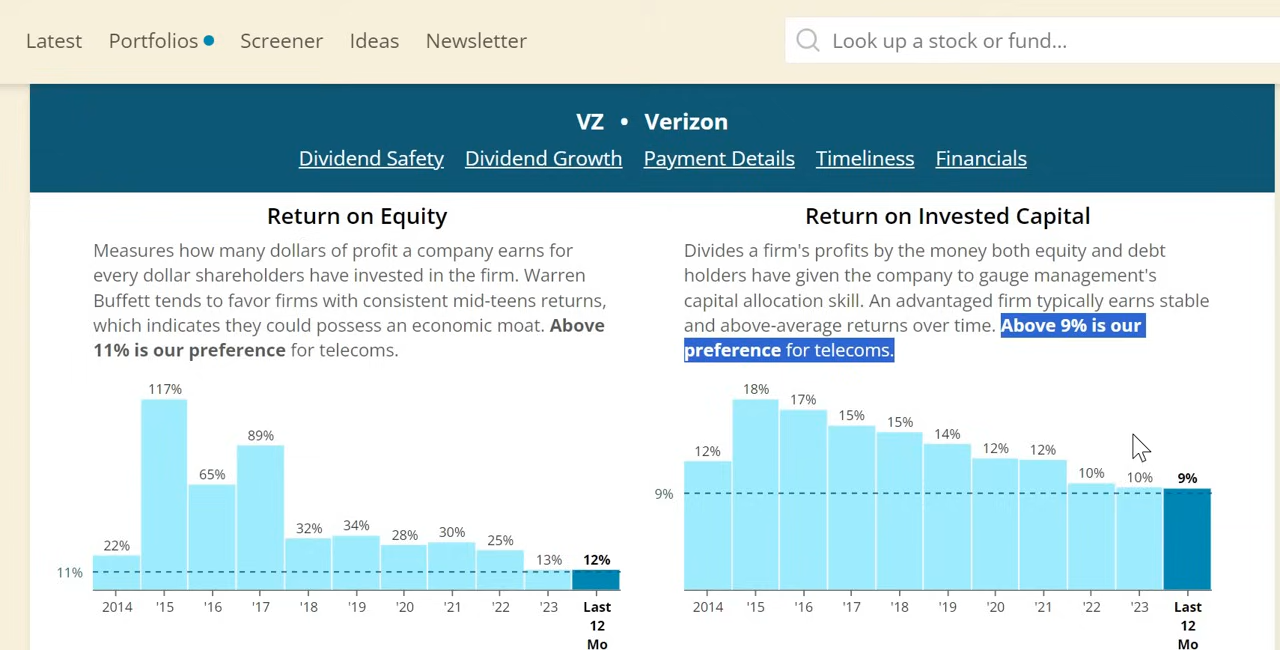 Latest Portfolios Screener Ideas Newsletter Look up a stock or fund...
VZ • Verizon
Dividend Safety Dividend Growth Payment Details Timeliness Financials
Return on Equity
Measures how many dollars of profit a company earns for
every dollar shareholders have invested in the firm. Warren
Buffett tends to favor firms with consistent mid-teens returns,
which indicates they could possess an economic moat. Above
11% is our preference for telecoms.
117%
89%
65%
32% 34% 28% 30% 25%
22%
13% 12%
11%
2014 '15 '16 '17 '18 '19 '20 '21 '22 '23 Last
12
Mo
Return on Invested Capital
Divides a firm's profits by the money both equity and debt
holders have given the company to gauge management's
capital allocation skill. An advantaged firm typically earns stable
and above-average returns over time. Above 9% is our
preference for telecoms.
18%
17%
15%
15%
14%
12% 12% 12%
10% 10% 9%
9%
2014 '15 '16 '17 '18 '19 '20 '21 '22 '23 Last
12
Mo